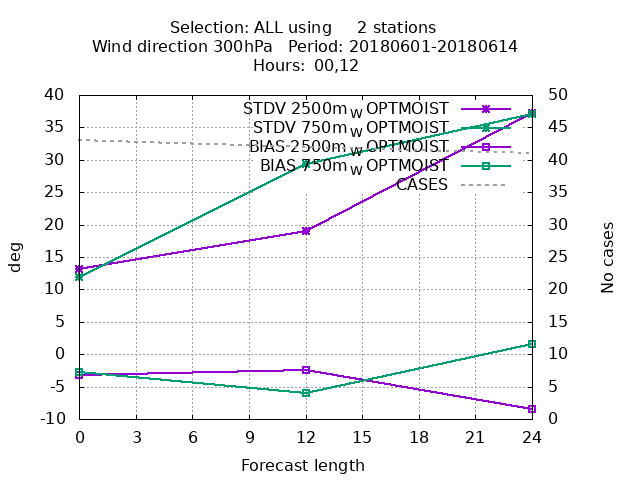 Selection: ALL using 2 stations
Wind direction 300hPa Period: 20180601-20180614
Hours: 00,12
40
35
30
25
20
15
10
5
0
-5
-10
deg
STDV 2500m_W OPTMOIST
STDV 750m_W OPTMOIST
BIAS 2500m_W OPTMOIST
BIAS 750m_W OPTMOIST
CASES
50
45
40
35
30
25
20
15
10
5
0
No cases
0 3 6 9 12 15 18 21 24
Forecast length